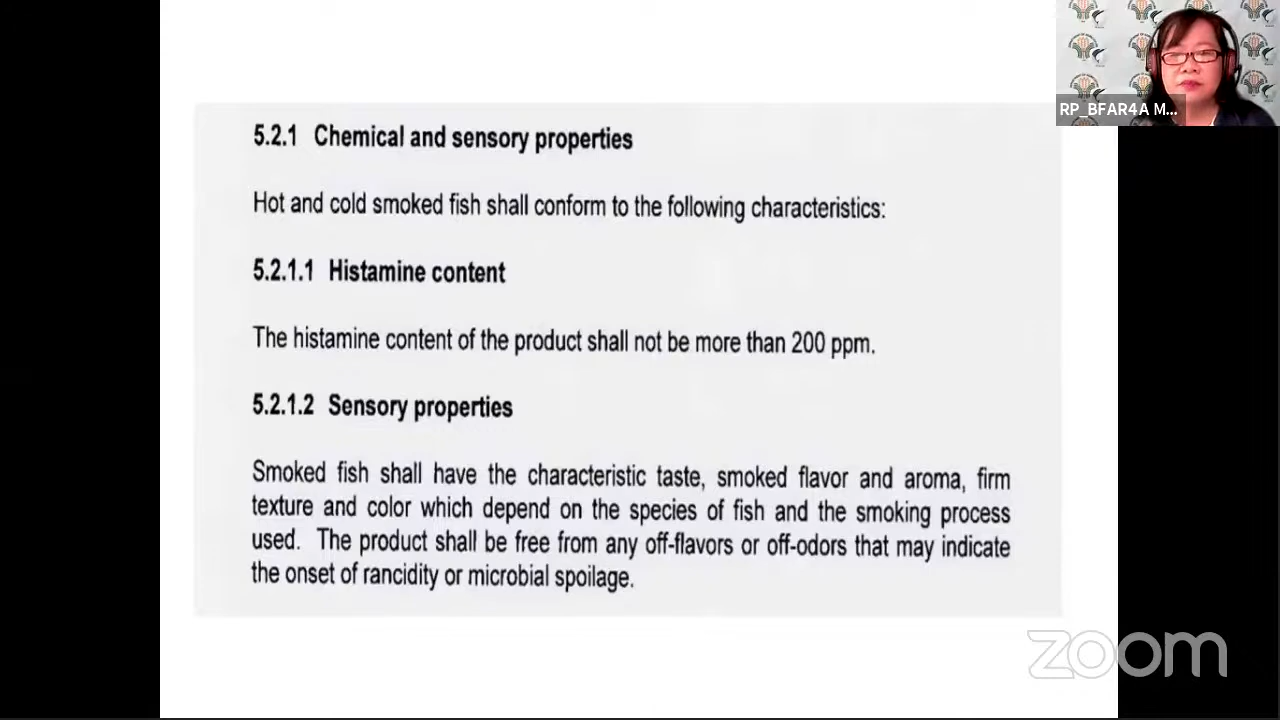 RP_BFAR4A M...
5.2.1 Chemical and sensory properties
Hot and cold smoked fish shall conform to the following characteristics:
5.2.1.1 Histamine content
The histamine content of the product shall not be more than 200 ppm.
5.2.1.2 Sensory properties
Smoked fish shall have the characteristic taste, smoked flavor and aroma, firm
texture and color which depend on the species of fish and the smoking process
used. The product shall be free from any off-flavors or off-odors that may indicate
the onset of rancidity or microbial spoilage.
zoom